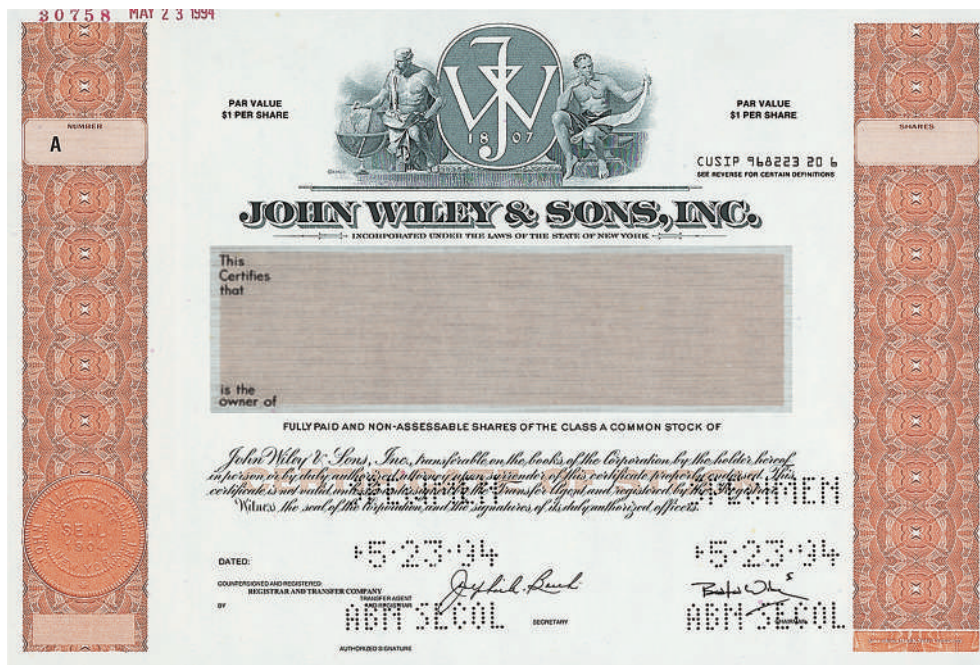 30758 MAY 23 1994
JW
1807
PAR VALUE
$1 PER SHARE
PAR VALUE
$1 PER SHARE
NUMBER
A
SHARES
CUSIP 968223 20 6
SEE REVERSE FOR CERTAIN DEFINITIONS
JOHN WILEY & SONS, INC.
INCORPORATED UNDER THE LAWS OF THE STATE OF NEW YORK
This
Certifies
that
is the
owner of
FULLY PAID AND NON-ASSESSABLE SHARES OF THE CLASS A COMMON STOCK OF
John Wiley & Sons, Inc., transferable on the books of the Corporation by the holder hereof
in person or by duly authorized attorney upon surrender of this certificate properly endorsed. This
certificate is not valid until countersigned by the Transfer Agent and registered by the Registrar.
Witness the seal of the Corporation and the signatures of its duly authorized officers.
SPECIMEN
SEAL
1904
DATED:
5·23·94
5·23·94
COUNTERSIGNED AND REGISTERED:
REGISTRAR AND TRANSFER COMPANY
TRANSFER AGENT
AND REGISTRAR
BY
ABM SECOL
SECRETARY
ABM SECOL
CHAIRMAN
AUTHORIZED SIGNATURE